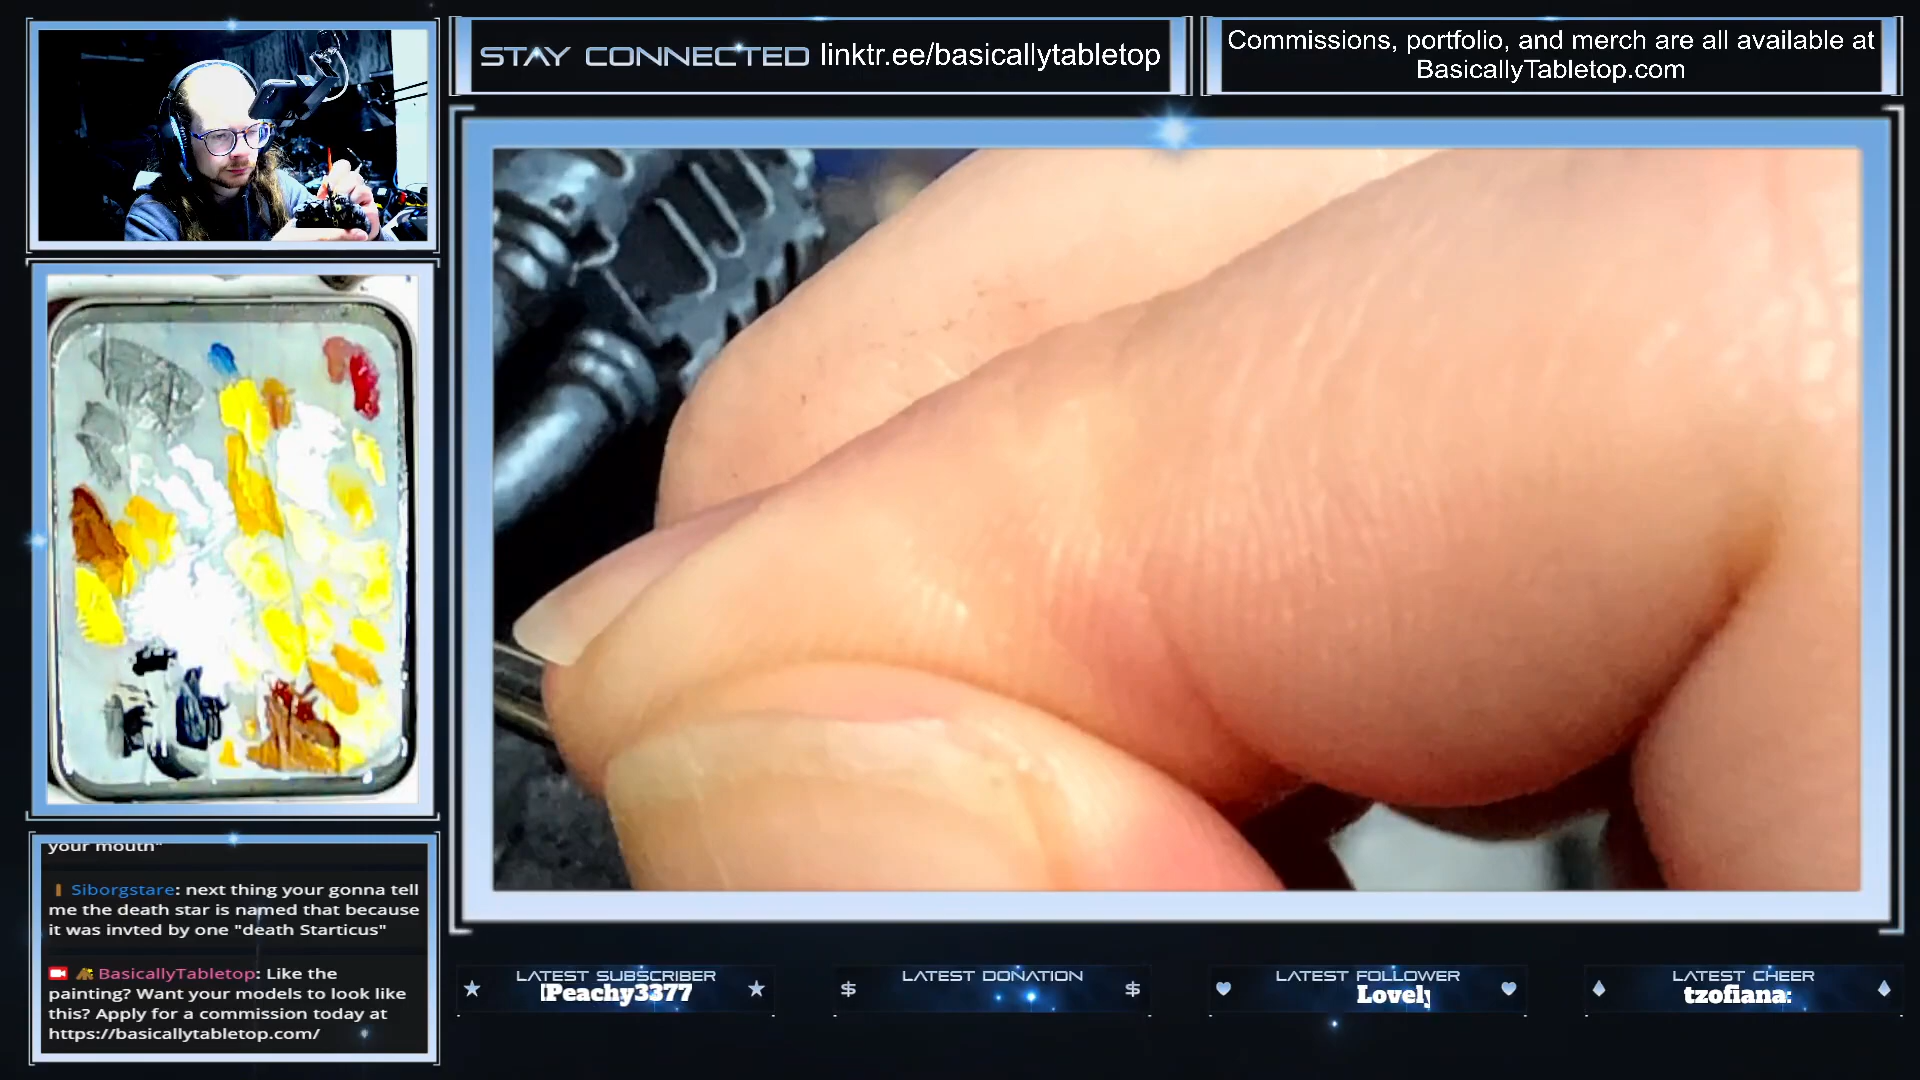 STAY CONNECTED linktr.ee/basicallytabletop
Commissions, portfolio, and merch are all available at
BasicallyTabletop.com
your mouth"
Siborgstare: next thing your gonna tell
me the death star is named that because
it was invted by one "death Starticus"
BasicallyTabletop: Like the
painting? Want your models to look like
this? Apply for a commission today at
https://basicallytabletop.com/
LATEST SUBSCRIBER
Peachy3377
LATEST DONATION
LATEST FOLLOWER
Lovely
LATEST CHEER
tzofiana: